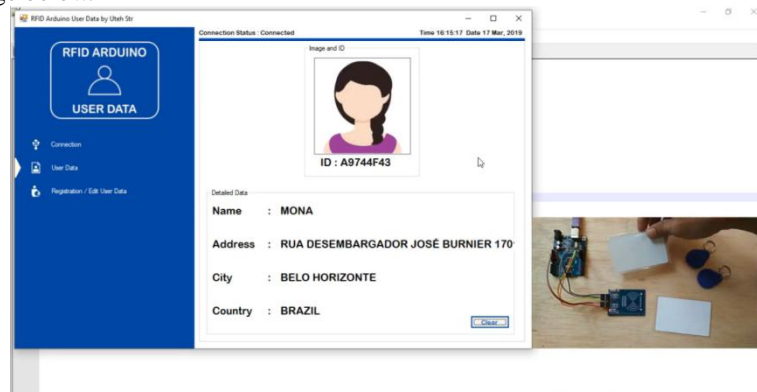 RFID Arduino User Data by Uteh Str
Connection Status : Connected
Time 16:15:17 Date 17 Mar, 2019
RFID ARDUINO
USER DATA
Connection
User Data
Registration / Edit User Data
Image and ID
ID : A9744F43
Detailed Data
Name : MONA
Address : RUA DESEMBARGADOR JOSÉ BURNIER 170
City : BELO HORIZONTE
Country : BRAZIL
Clear